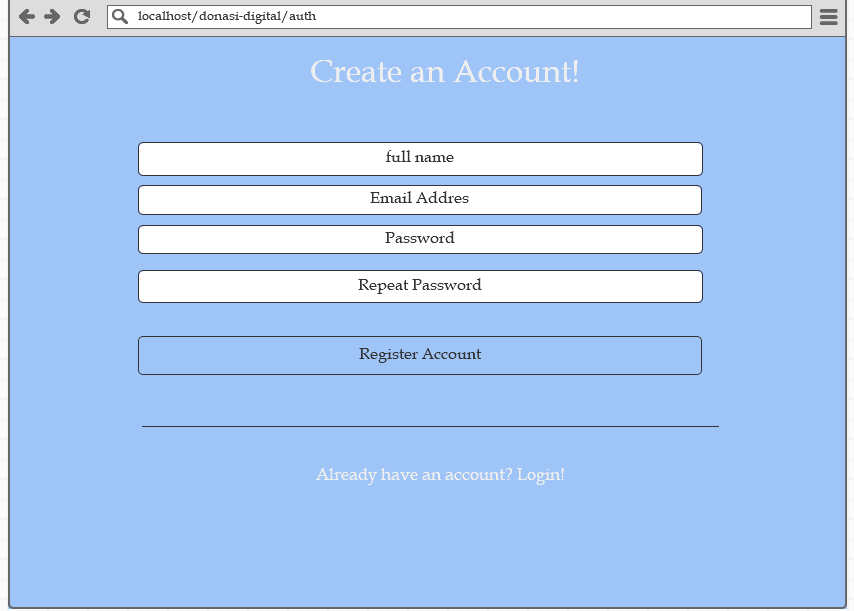 localhost/donasi-digital/auth
Create an Account!
full name
Email Addres
Password
Repeat Password
Register Account
Already have an account? Login!